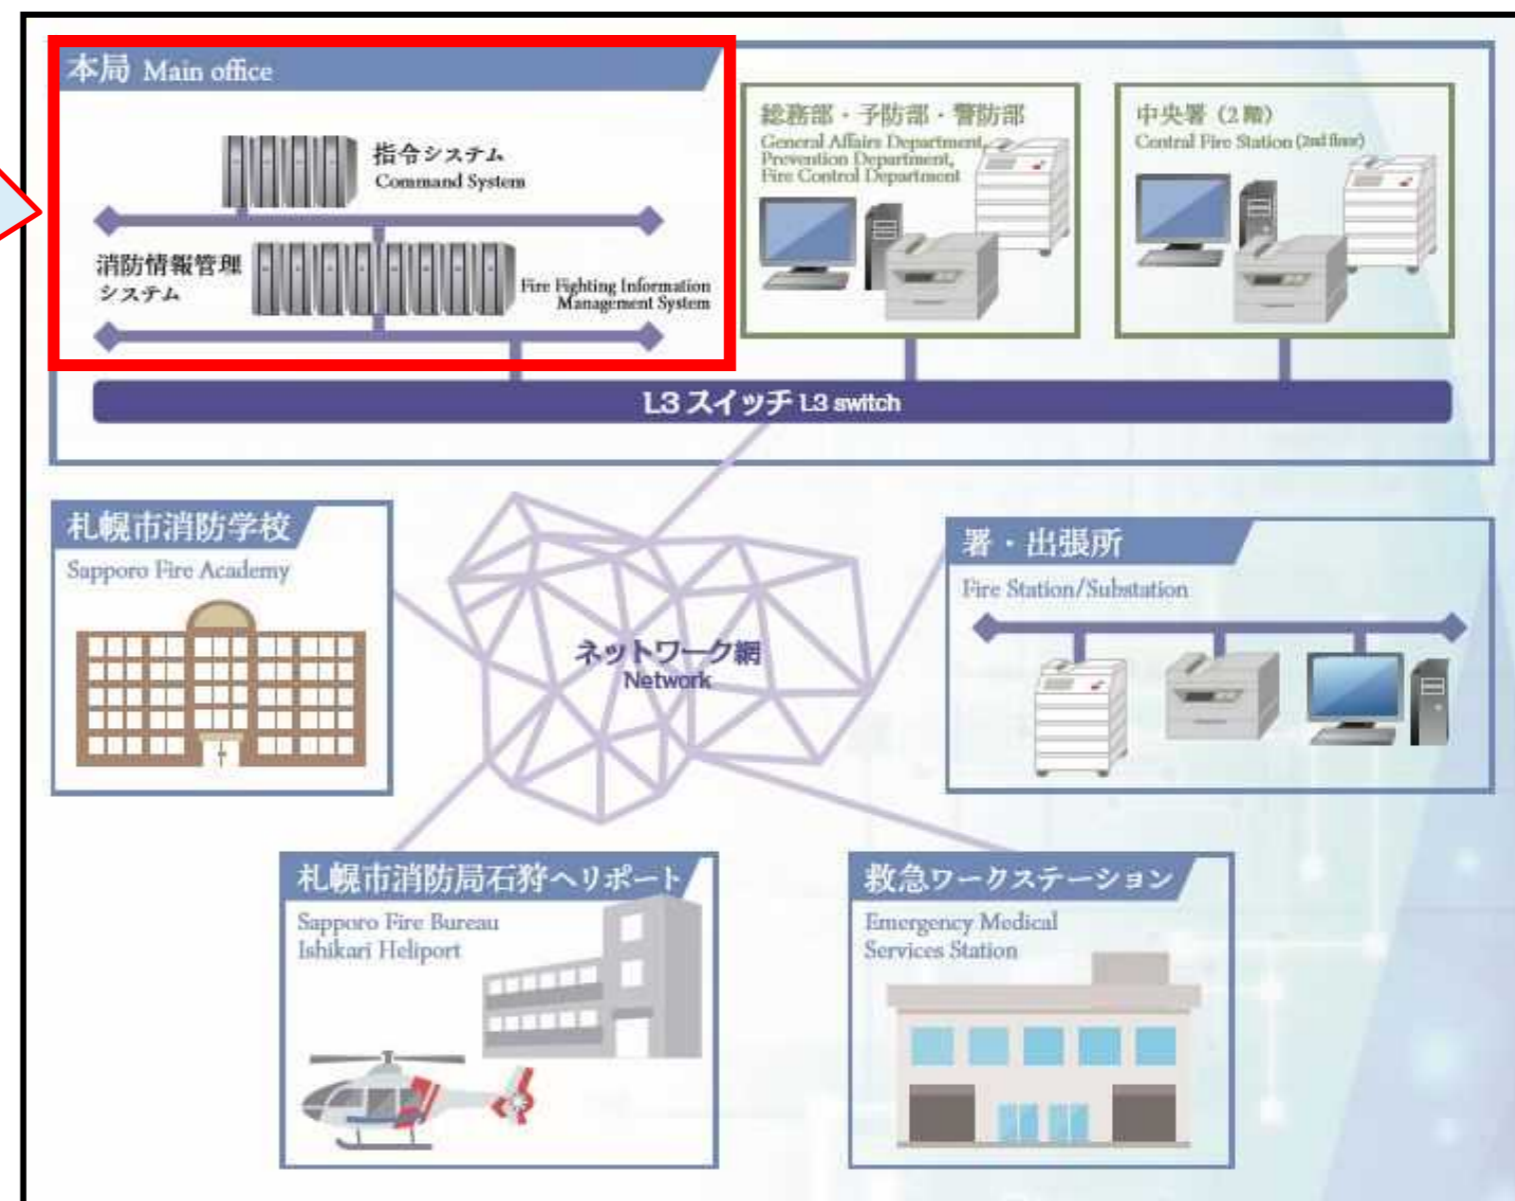 本局 Main office
指令システム
Command System
消防情報管理
システム
Fire Fighting Information
Management System
総務部・予防部・警防部
General Affairs Department,
Prevention Department,
Fire Control Department
中央署（2階）
Central Fire Station (2nd floor)
L3 スイッチ L3 switch
札幌市消防学校
Sapporo Fire Academy
ネットワーク網
Network
署・出張所
Fire Station/Substation
札幌市消防局石狩ヘリポート
Sapporo Fire Bureau
Ishikari Heliport
救急ワークステーション
Emergency Medical
Services Station